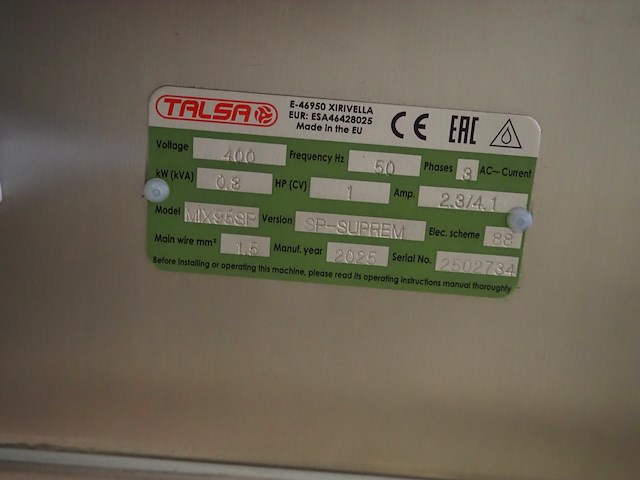 TALSA
E-46950 XIRIVELLA
EUR: ESA46428025
Made in the EU
CE EAC
Voltage 400 Frequency Hz 50 Phases 3 AC~ Current
kW (kVA) 0.8 HP (CV) 1 Amp. 2.3/4.1
Model MIX95SP Version SP-SUPREM Elec. scheme 88
Main wire mm² 1.5 Manuf. year 2025 Serial No. 2502734
Before installing or operating this machine, please read its operating instructions manual thoroughly